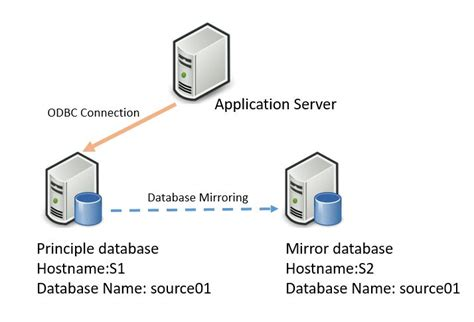 Application Server
ODBC Connection
Database Mirroring
Principle database
Hostname:S1
Database Name: source01
Mirror database
Hostname:S2
Database Name: source01